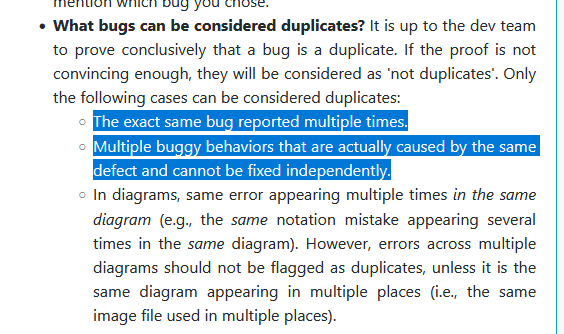 mention which bug you chose.
• What bugs can be considered duplicates? It is up to the dev team
to prove conclusively that a bug is a duplicate. If the proof is not
convincing enough, they will be considered as 'not duplicates'. Only
the following cases can be considered duplicates:
○ The exact same bug reported multiple times.
○ Multiple buggy behaviors that are actually caused by the same
defect and cannot be fixed independently.
○ In diagrams, same error appearing multiple times in the same
diagram (e.g., the same notation mistake appearing several
times in the same diagram). However, errors across multiple
diagrams should not be flagged as duplicates, unless it is the
same diagram appearing in multiple places (i.e., the same
image file used in multiple places).